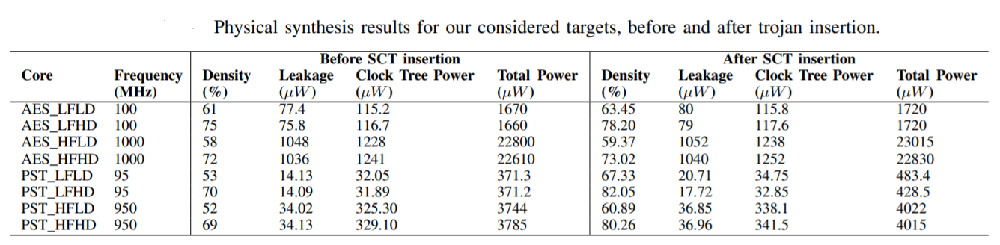 Physical synthesis results for our considered targets, before and after trojan insertion.
Before SCT insertion After SCT insertion
Core Frequency Density Leakage Clock Tree Power Total Power Density Leakage Clock Tree Power Total Power
(MHz) (%) (μW) (μW) (μW) (%) (μW) (μW) (μW)
AES_LFLD 100 61 77.4 115.2 1670 63.45 80 115.8 1720
AES_LFHD 100 75 75.8 116.7 1660 78.20 79 117.6 1720
AES_HFLD 1000 58 1048 1228 22800 59.37 1052 1238 23015
AES_HFHD 1000 72 1036 1241 22610 73.02 1040 1252 22830
PST_LFLD 95 53 14.13 32.05 371.3 67.33 20.71 34.75 483.4
PST_LFHD 95 70 14.09 31.89 371.2 82.05 17.72 32.85 428.5
PST_HFLD 950 52 34.02 325.30 3744 60.89 36.85 338.1 4022
PST_HFHD 950 69 34.13 329.10 3785 80.26 36.96 341.5 4015